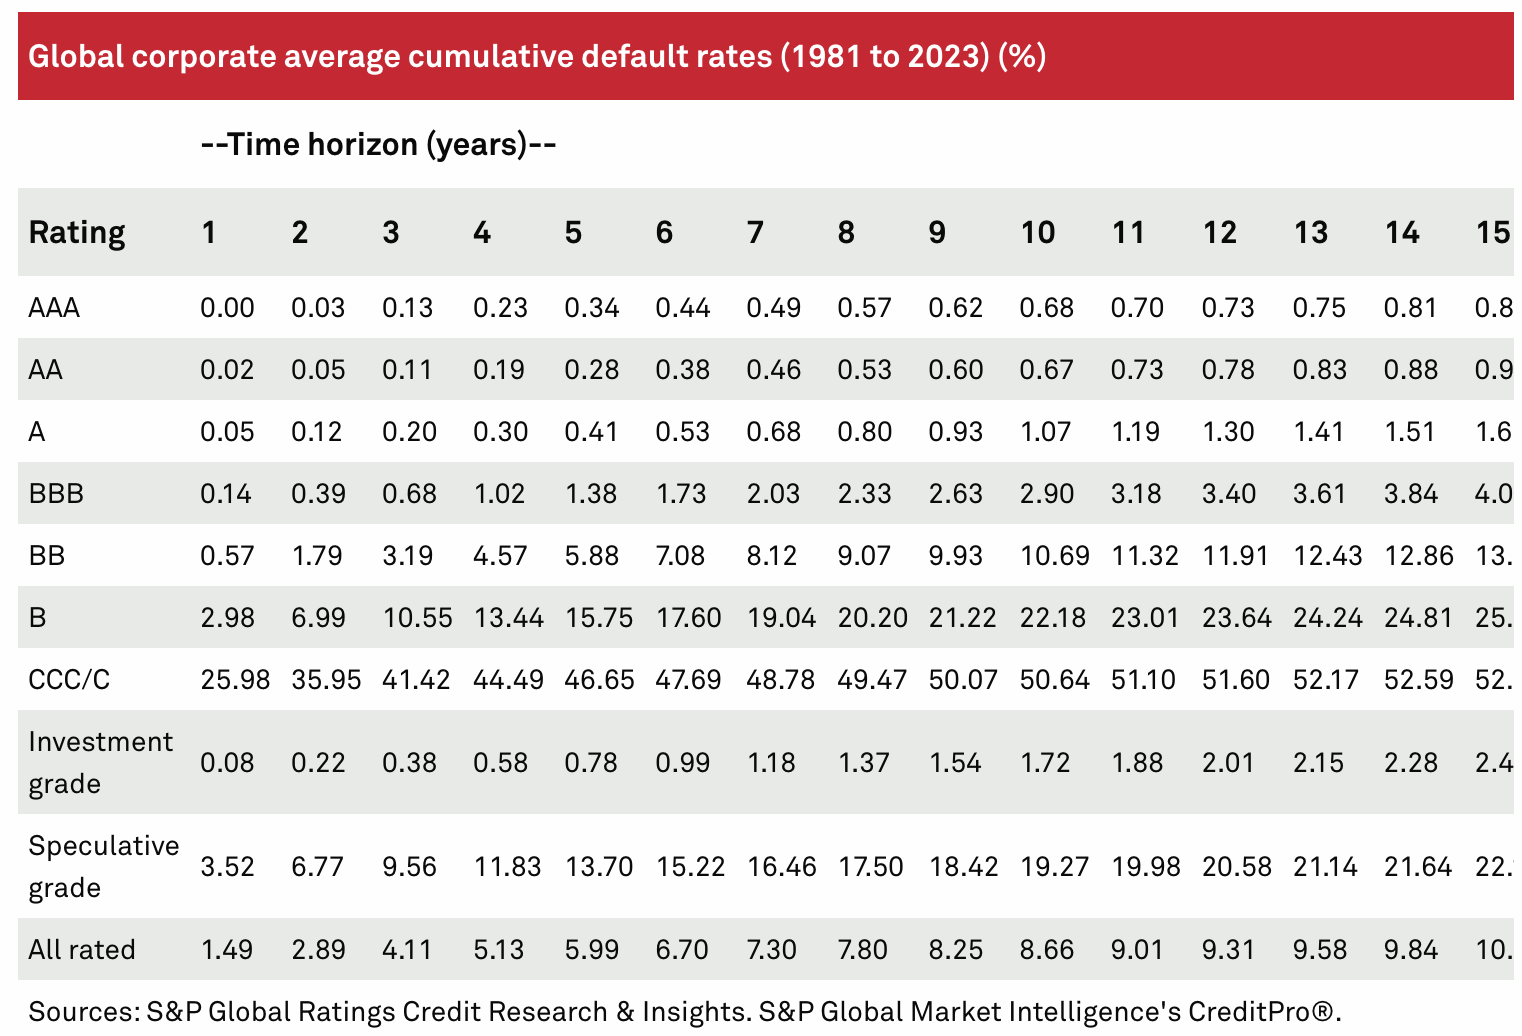 Global corporate average cumulative default rates (1981 to 2023) (%)
--Time horizon (years)--
Rating 1 2 3 4 5 6 7 8 9 10 11 12 13 14 15
AAA 0.00 0.03 0.13 0.23 0.34 0.44 0.49 0.57 0.62 0.68 0.70 0.73 0.75 0.81 0.8
AA 0.02 0.05 0.11 0.19 0.28 0.38 0.46 0.53 0.60 0.67 0.73 0.78 0.83 0.88 0.9
A 0.05 0.12 0.20 0.30 0.41 0.53 0.68 0.80 0.93 1.07 1.19 1.30 1.41 1.51 1.6
BBB 0.14 0.39 0.68 1.02 1.38 1.73 2.03 2.33 2.63 2.90 3.18 3.40 3.61 3.84 4.0
BB 0.57 1.79 3.19 4.57 5.88 7.08 8.12 9.07 9.93 10.69 11.32 11.91 12.43 12.86 13.
B 2.98 6.99 10.55 13.44 15.75 17.60 19.04 20.20 21.22 22.18 23.01 23.64 24.24 24.81 25.
CCC/C 25.98 35.95 41.42 44.49 46.65 47.69 48.78 49.47 50.07 50.64 51.10 51.60 52.17 52.59 52.
Investment
grade 0.08 0.22 0.38 0.58 0.78 0.99 1.18 1.37 1.54 1.72 1.88 2.01 2.15 2.28 2.4
Speculative
grade 3.52 6.77 9.56 11.83 13.70 15.22 16.46 17.50 18.42 19.27 19.98 20.58 21.14 21.64 22.
All rated 1.49 2.89 4.11 5.13 5.99 6.70 7.30 7.80 8.25 8.66 9.01 9.31 9.58 9.84 10.
Sources: S&P Global Ratings Credit Research & Insights. S&P Global Market Intelligence's CreditPro®.